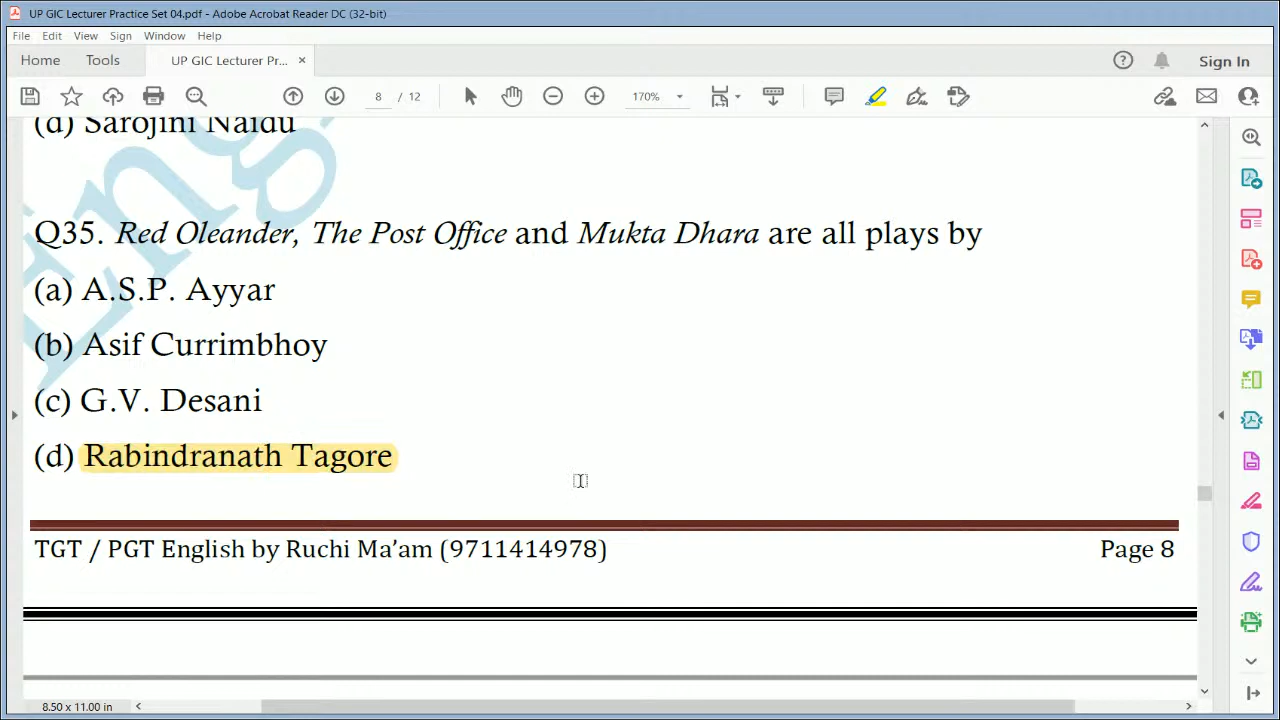 UP GIC Lecturer Practice Set 04.pdf - Adobe Acrobat Reader DC (32-bit)
File Edit View Sign Window Help
Home Tools UP GIC Lecturer Pr... × Sign In
8 / 12 170%
(d) Sarojini Naidu
Eng
Q35. Red Oleander, The Post Office and Mukta Dhara are all plays by
(a) A.S.P. Ayyar
(b) Asif Currimbhoy
(c) G.V. Desani
(d) Rabindranath Tagore
TGT / PGT English by Ruchi Ma’am (9711414978) Page 8
8.50 x 11.00 in